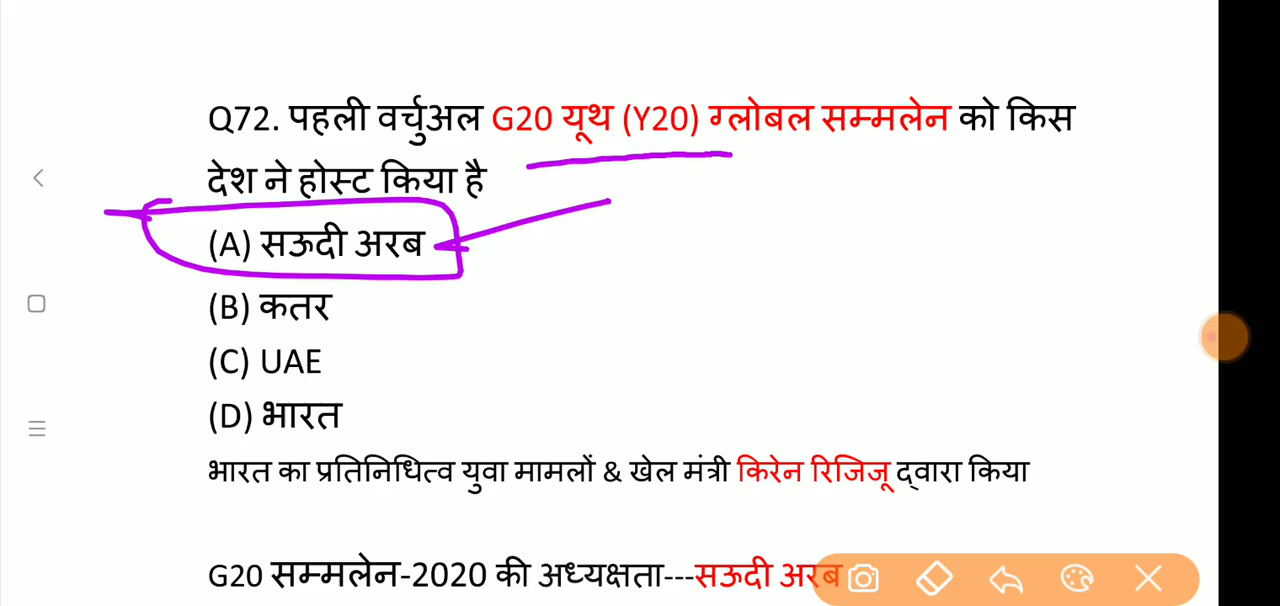 Q72. पहली वर्चुअल G20 यूथ (Y20) ग्लोबल सम्मलेन को किस
देश ने होस्ट किया है
(A) सऊदी अरब
(B) कतर
(C) UAE
(D) भारत
भारत का प्रतिनिधित्व युवा मामलों & खेल मंत्री किरेन रिजिजू द्वारा किया
G20 सम्मलेन-2020 की अध्यक्षता---सऊदी अरब